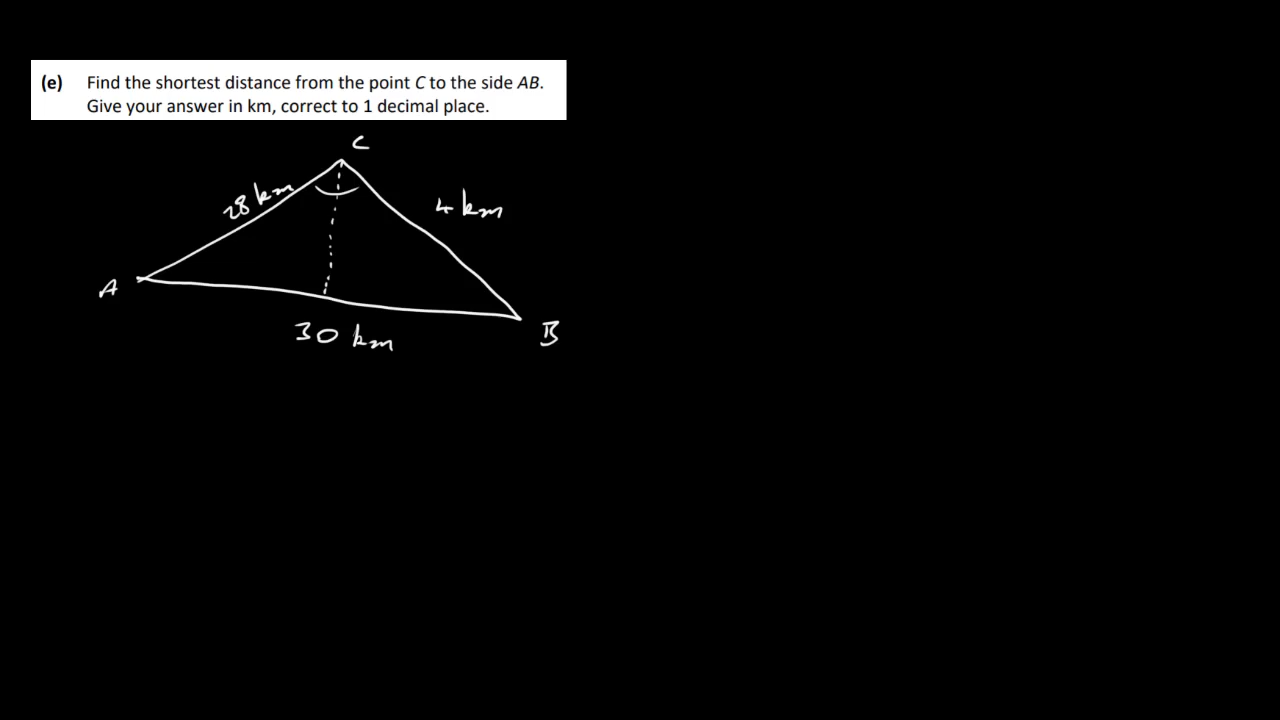 (e) Find the shortest distance from the point C to the side AB.
Give your answer in km, correct to 1 decimal place.
C
28 km
4 km
A
30 km
B